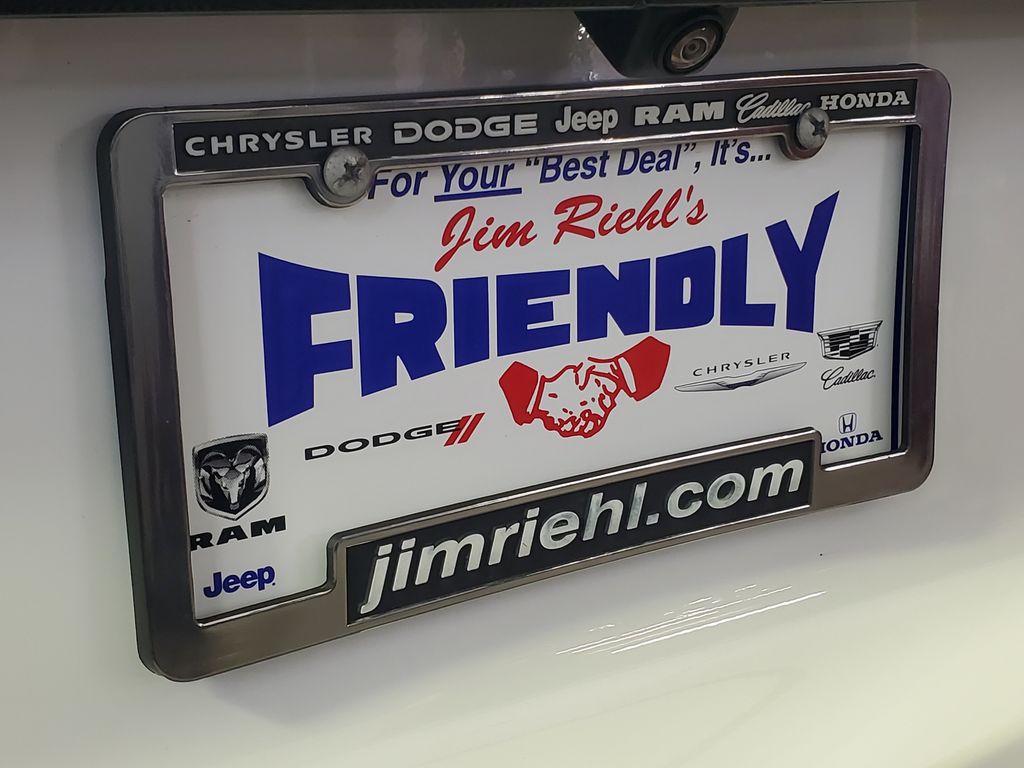 CHRYSLER DODGE Jeep RAM Cadillac HONDA
For Your "Best Deal", It's...
Jim Riehl's
FRIENDLY
CHRYSLER
Cadillac
DODGE
HONDA
RAM
Jeep
jimriehl.com